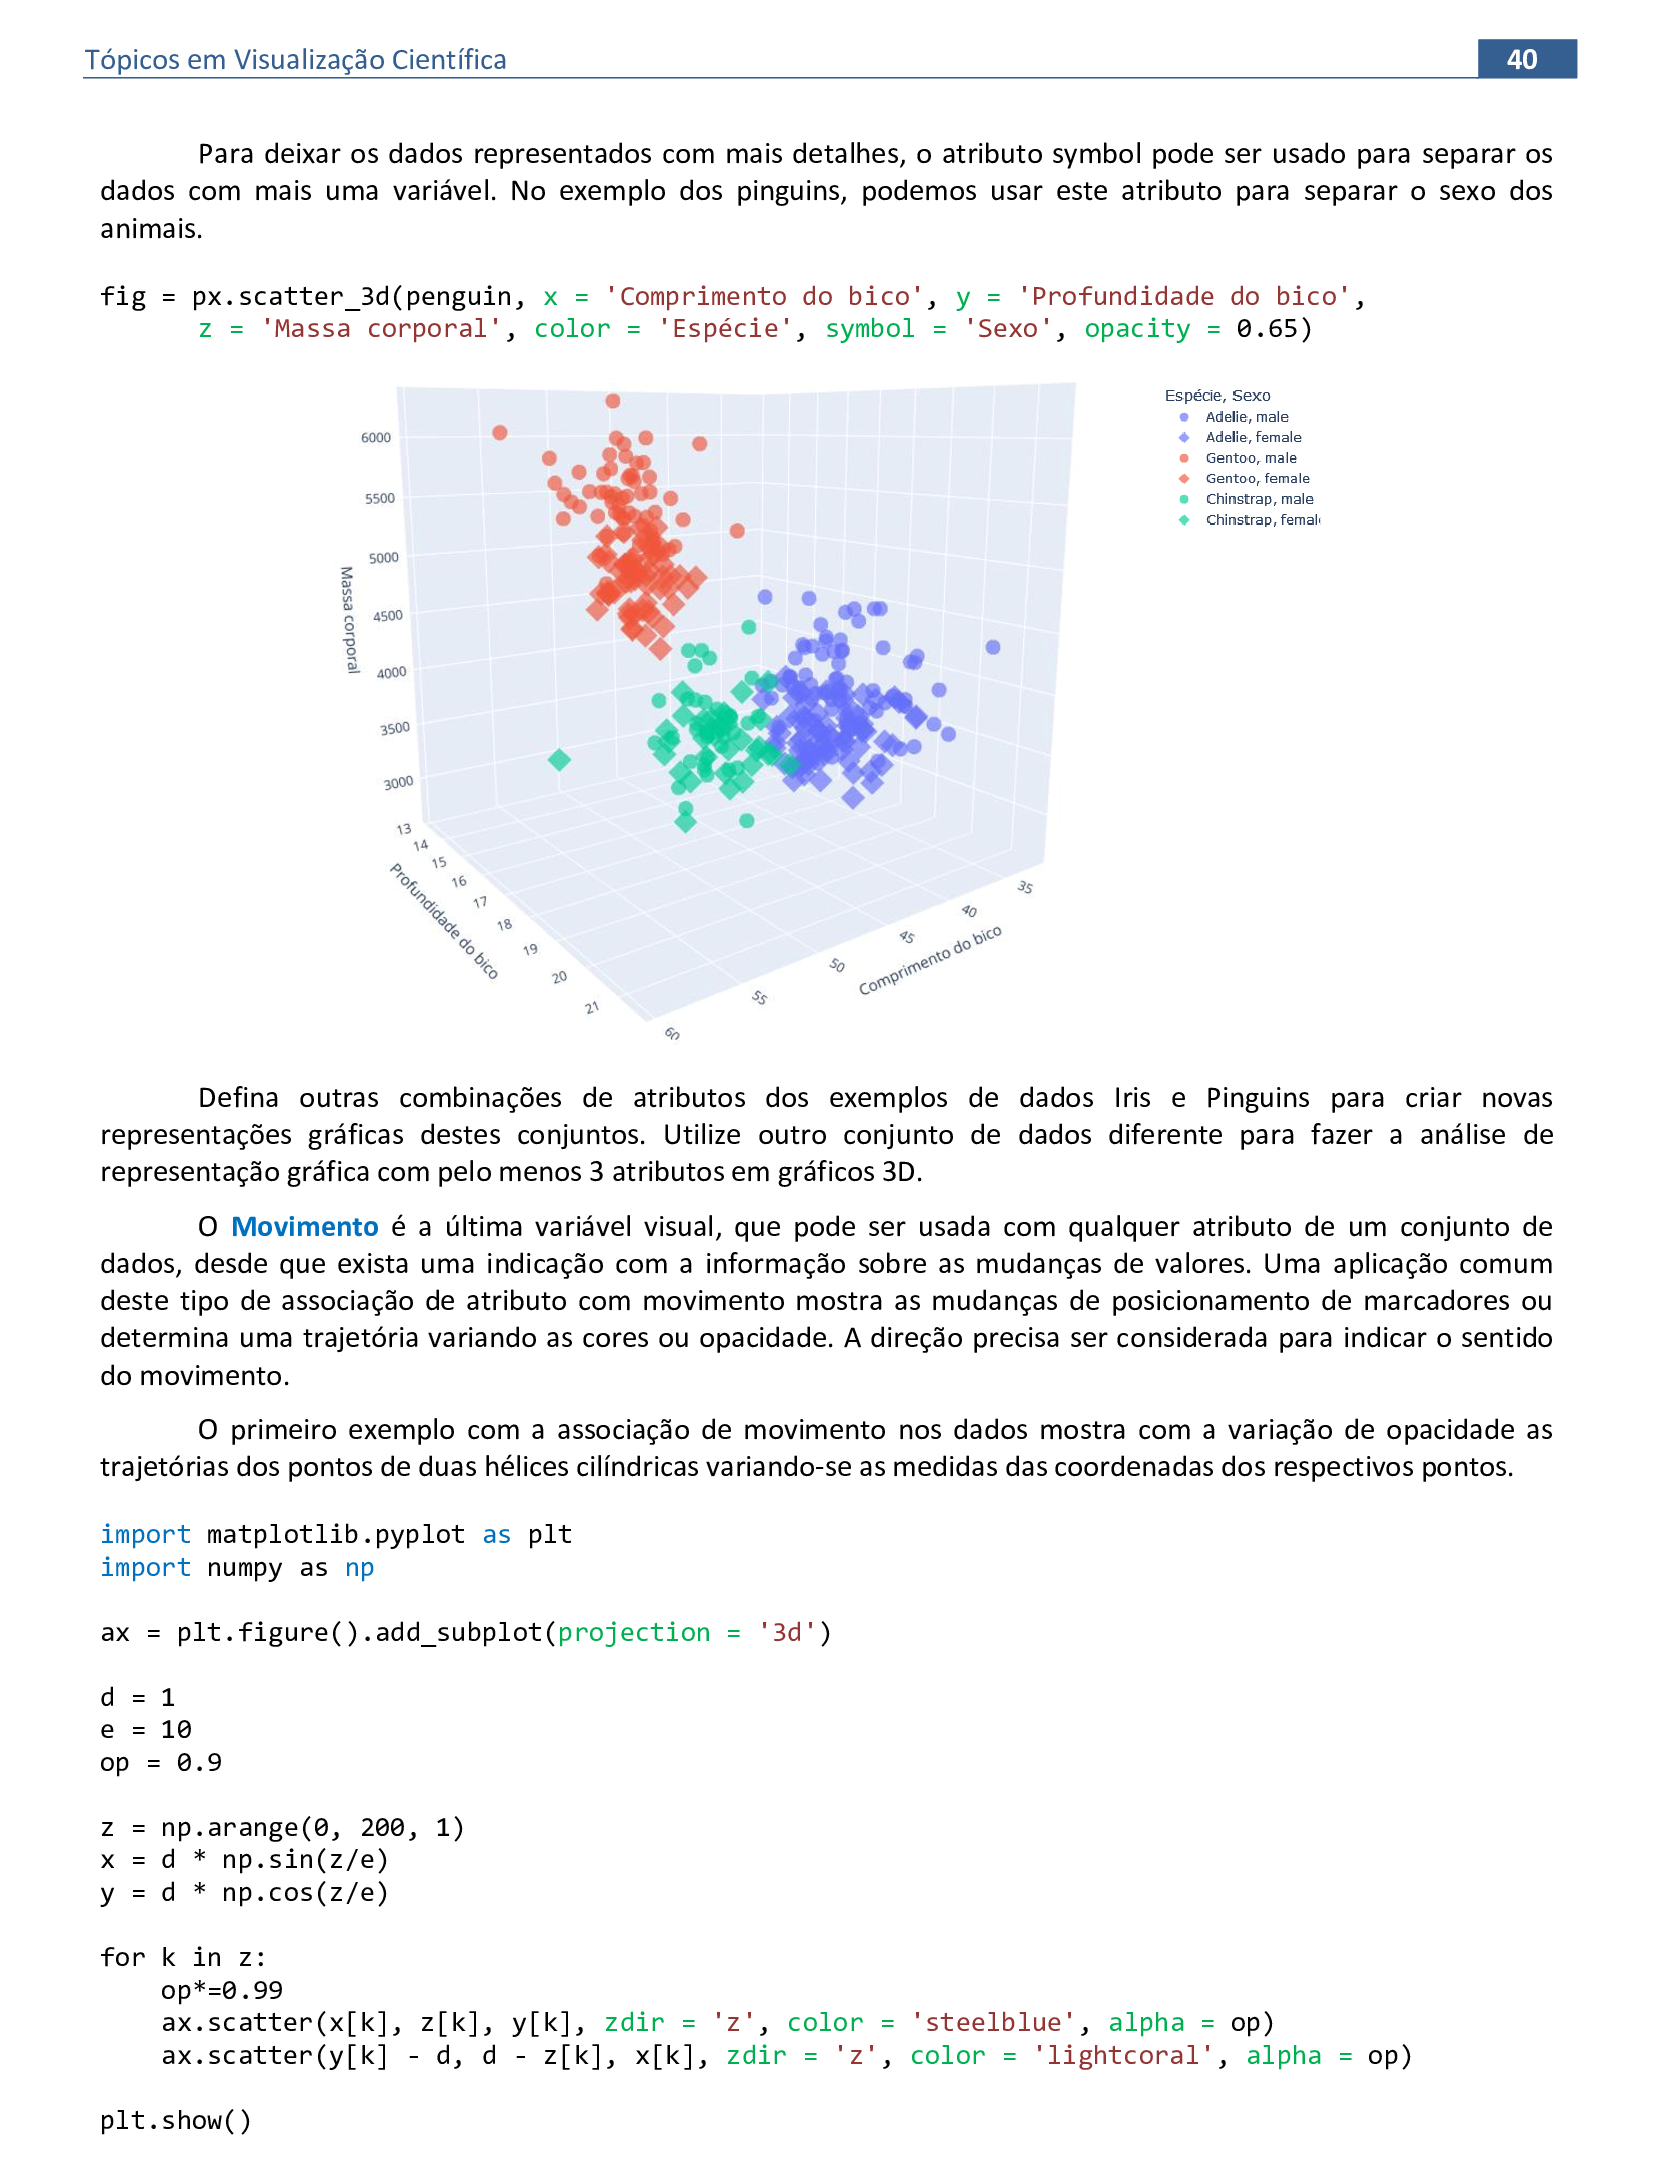 Tópicos em Visualização Científica
40
Para deixar os dados representados com mais detalhes, o atributo symbol pode ser usado para separar os
dados com mais uma variável. No exemplo dos pinguins, podemos usar este atributo para separar o sexo dos
animais.
fig = px.scatter_3d(penguin, x = 'Comprimento do bico', y = 'Profundidade do bico',
z = 'Massa corporal', color = 'Espécie', symbol = 'Sexo', opacity = 0.65)
Espécie, Sexo
Adelie, male
Adelie, female
Gentoo, male
Gentoo, female
Chinstrap, male
Chinstrap, femal
6000
5500
5000
4500
4000
3500
3000
Massa corporal
13
14
15
16
17
18
19
20
21
Profundidade do bico
35
40
45
50
55
60
Comprimento do bico
Defina outras combinações de atributos dos exemplos de dados Iris e Pinguins para criar novas
representações gráficas destes conjuntos. Utilize outro conjunto de dados diferente para fazer a análise de
representação gráfica com pelo menos 3 atributos em gráficos 3D.
O Movimento é a última variável visual, que pode ser usada com qualquer atributo de um conjunto de
dados, desde que exista uma indicação com a informação sobre as mudanças de valores. Uma aplicação comum
deste tipo de associação de atributo com movimento mostra as mudanças de posicionamento de marcadores ou
determina uma trajetória variando as cores ou opacidade. A direção precisa ser considerada para indicar o sentido
do movimento.
O primeiro exemplo com a associação de movimento nos dados mostra com a variação de opacidade as
trajetórias dos pontos de duas hélices cilíndricas variando-se as medidas das coordenadas dos respectivos pontos.
import matplotlib.pyplot as plt
import numpy as np
ax = plt.figure().add_subplot(projection = '3d')
d = 1
e = 10
op = 0.9
z = np.arange(0, 200, 1)
x = d * np.sin(z/e)
y = d * np.cos(z/e)
for k in z:
op*=0.99
ax.scatter(x[k], z[k], y[k], zdir = 'z', color = 'steelblue', alpha = op)
ax.scatter(y[k] - d, d - z[k], x[k], zdir = 'z', color = 'lightcoral', alpha = op)
plt.show()